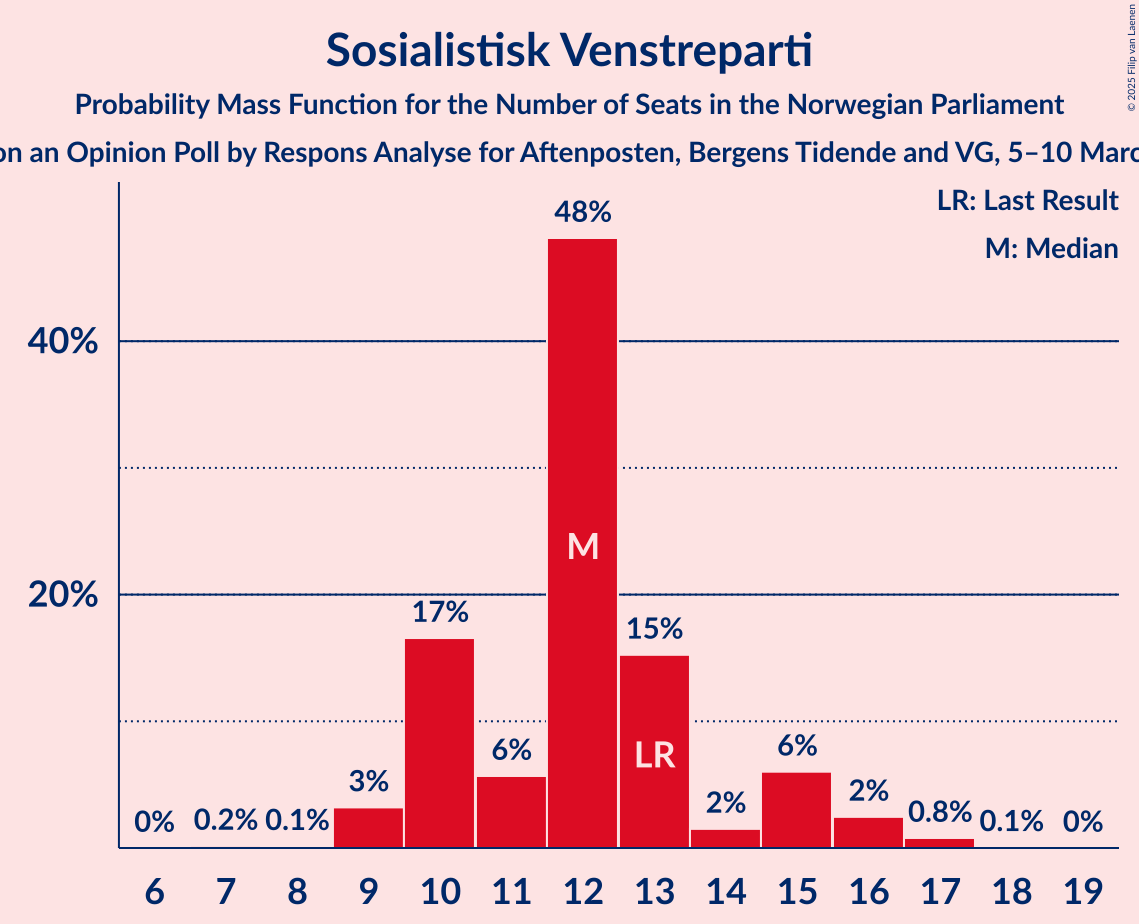 Sosialistisk Venstreparti
Probability Mass Function for the Number of Seats in the Norwegian Parliament
on an Opinion Poll by Respons Analyse for Aftenposten, Bergens Tidende and VG, 5–10
© 2025 Filip van Laenen
LR: Last Result
M: Median
48%
40%
M
20%
17%
15%
LR
6%
6%
3%
2%
2%
0%
0.2%
0.1%
0.8%
0.1%
0%
6 7 8 9 10 11 12 13 14 15 16 17 18 19